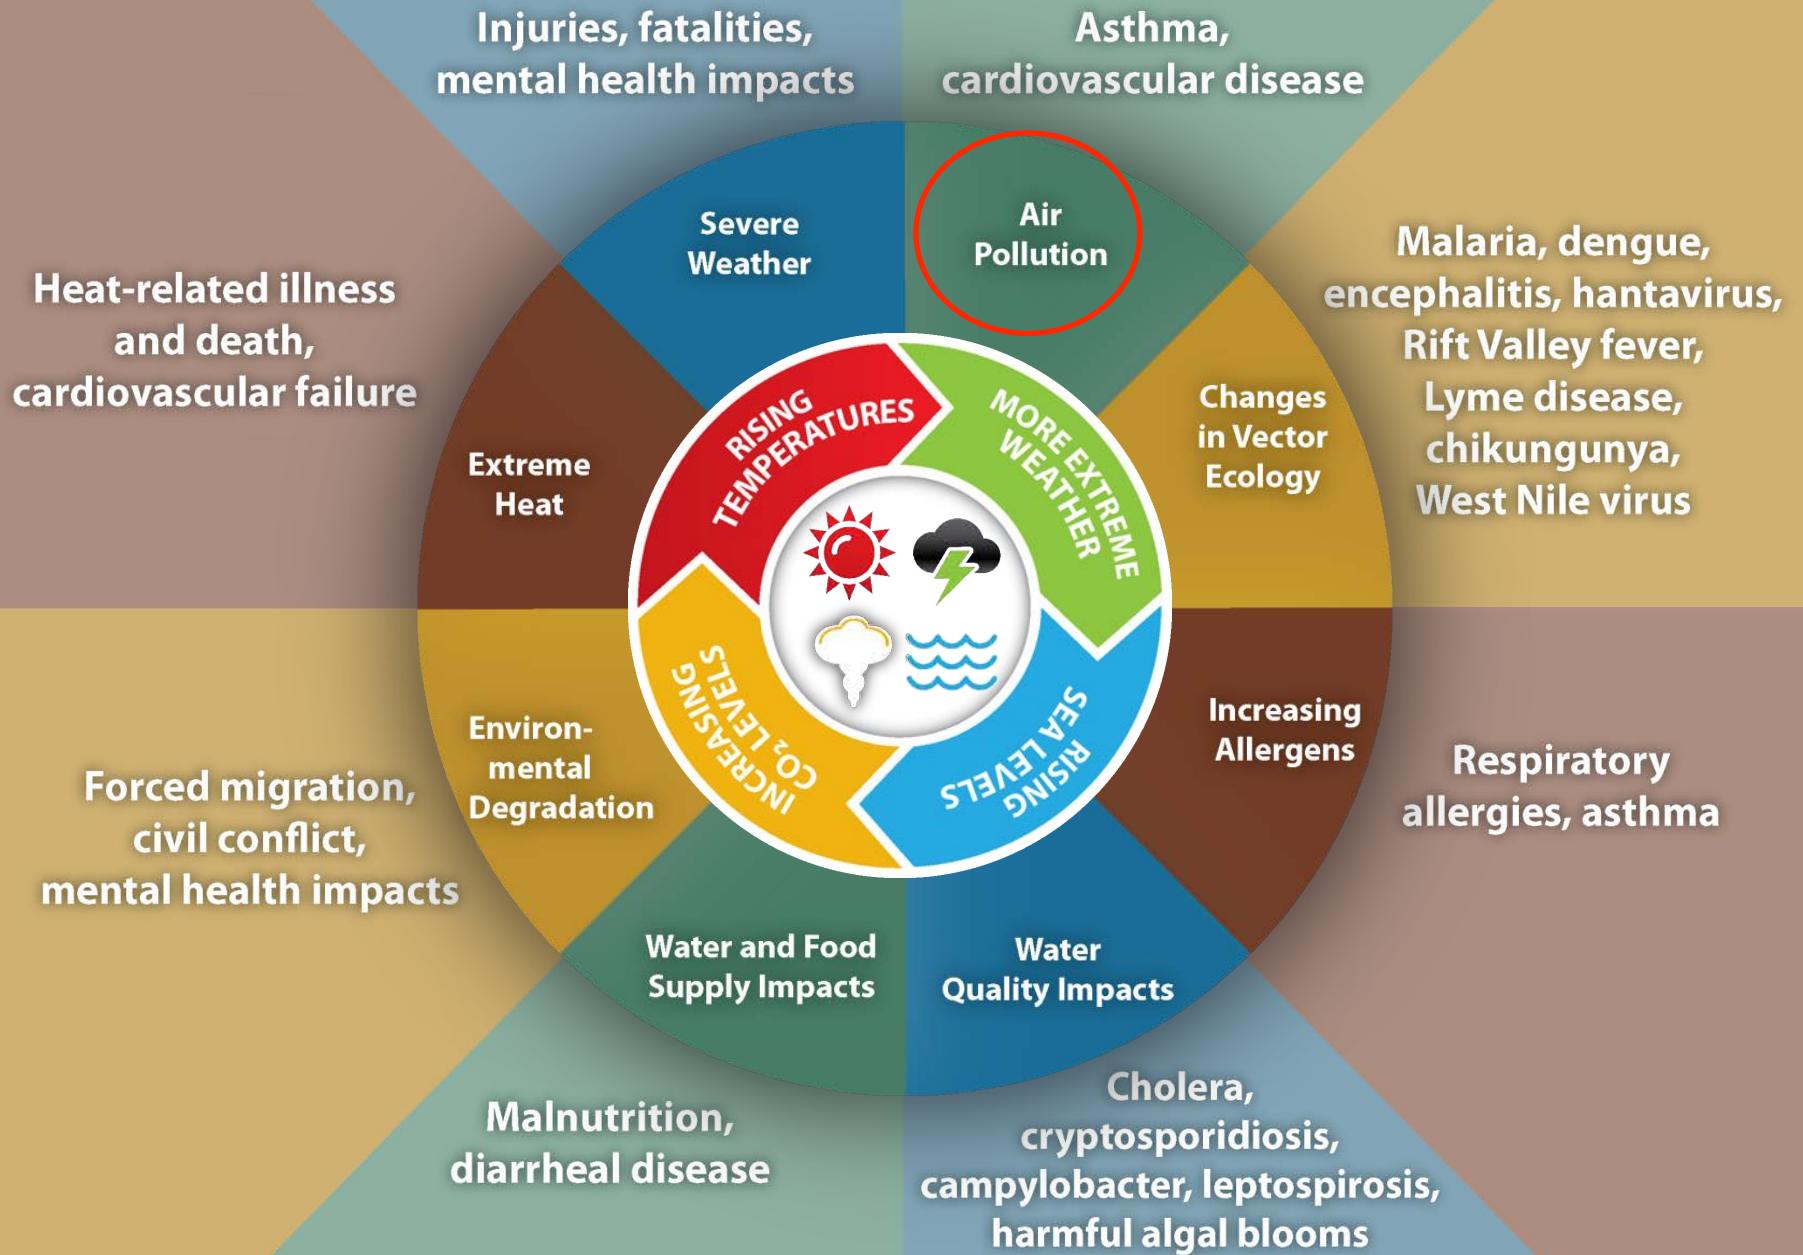 Injuries, fatalities,
mental health impacts
Asthma,
cardiovascular disease
Severe
Weather
Air
Pollution
Heat-related illness
and death,
cardiovascular failure
Malaria, dengue,
encephalitis, hantavirus,
Rift Valley fever,
Lyme disease,
chikungunya,
West Nile virus
Extreme
Heat
Changes
in Vector
Ecology
RISING
TEMPERATURES
MORE EXTREME
WEATHER
RISING
SEA LEVELS
INCREASING
CO₂ LEVELS
Environ-
mental
Degradation
Increasing
Allergens
Forced migration,
civil conflict,
mental health impacts
Respiratory
allergies, asthma
Water and Food
Supply Impacts
Water
Quality Impacts
Malnutrition,
diarrheal disease
Cholera,
cryptosporidiosis,
campylobacter, leptospirosis,
harmful algal blooms